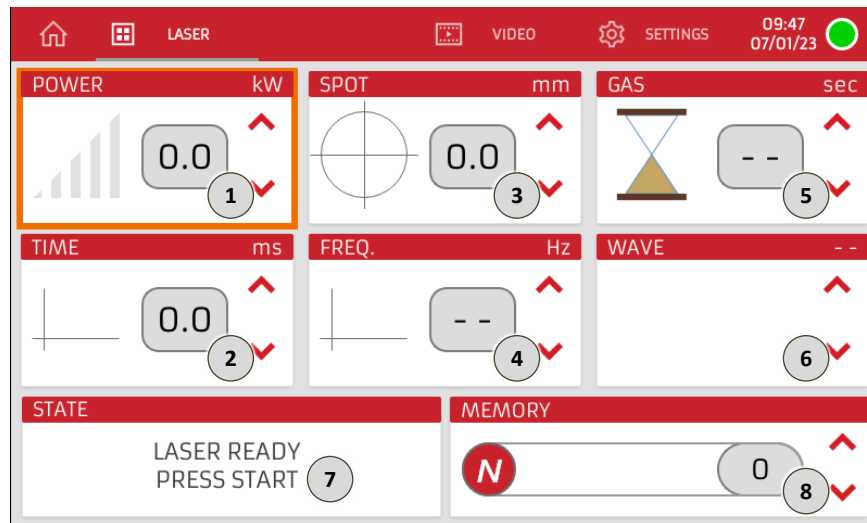 LASER VIDEO SETTINGS 09:47
07/01/23
POWER kW SPOT mm GAS sec
0.0 0.0 - -
1 3 5
TIME ms FREQ. Hz WAVE - -
0.0 - -
2 4 6
STATE MEMORY
LASER READY
PRESS START 7
N 0
8